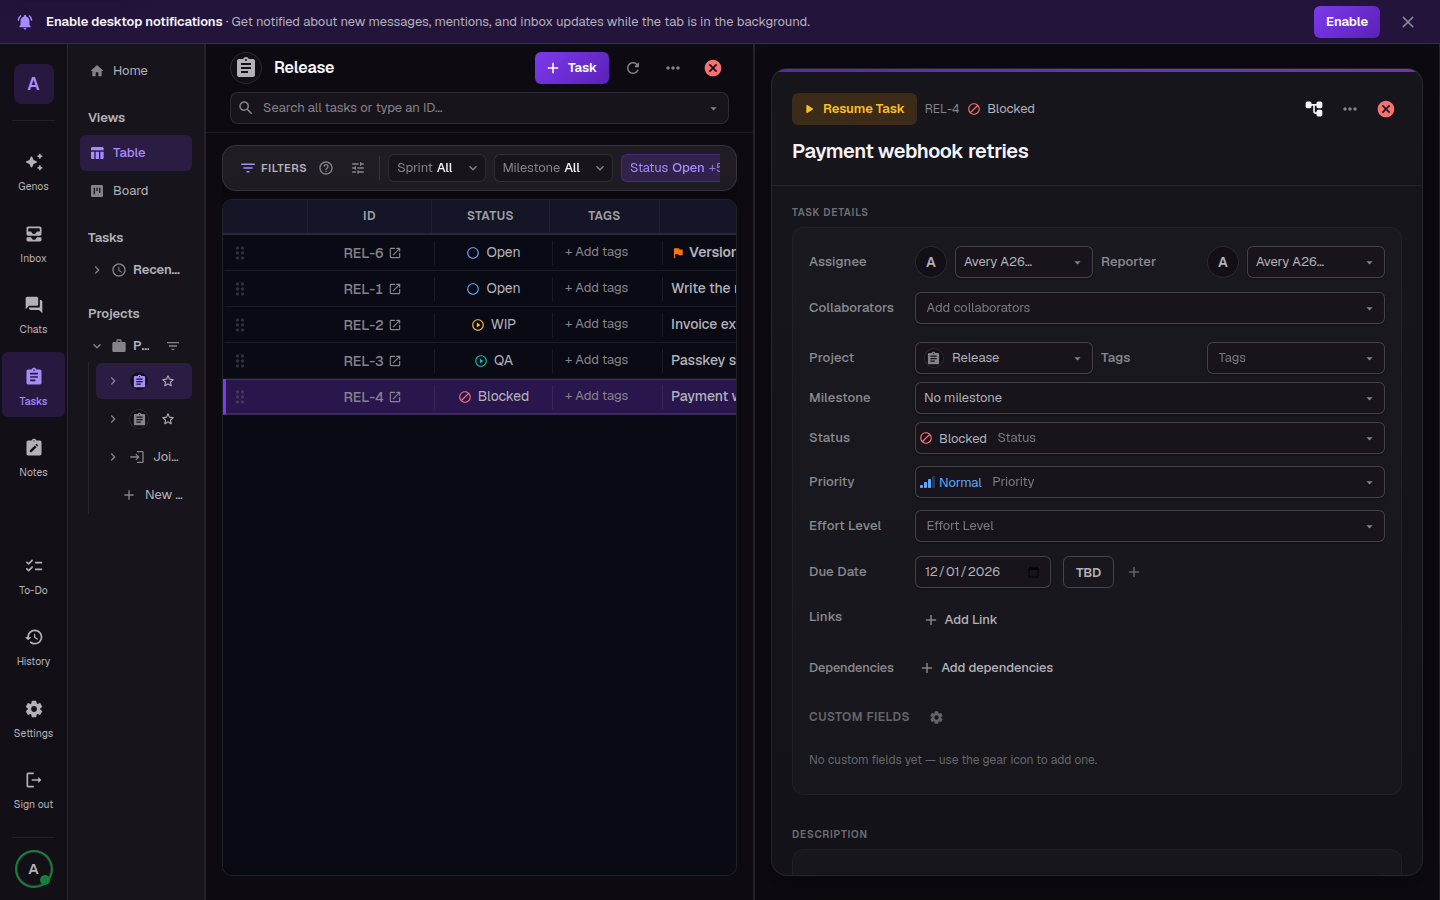 Enable desktop notifications · Get notified about new messages, mentions, and inbox updates while the tab is in the background.
Enable
A
Genos
Inbox
Chats
Tasks
Notes
To-Do
History
Settings
Sign out
A
Home
Views
Table
Board
Tasks
Recen...
Projects
P...
Joi...
New ...
Release
Task
Search all tasks or type an ID...
FILTERS
Sprint All
Milestone All
Status Open +5
ID STATUS TAGS
REL-6 Open + Add tags Version
REL-1 Open + Add tags Write the
REL-2 WIP + Add tags Invoice ex
REL-3 QA + Add tags Passkey s
REL-4 Blocked + Add tags Payment w
Resume Task REL-4 Blocked
Payment webhook retries
TASK DETAILS
Assignee A Avery A26... Reporter A Avery A26...
Collaborators Add collaborators
Project Release Tags Tags
Milestone No milestone
Status Blocked Status
Priority Normal Priority
Effort Level Effort Level
Due Date 12/01/2026 TBD
Links Add Link
Dependencies Add dependencies
CUSTOM FIELDS
No custom fields yet — use the gear icon to add one.
DESCRIPTION